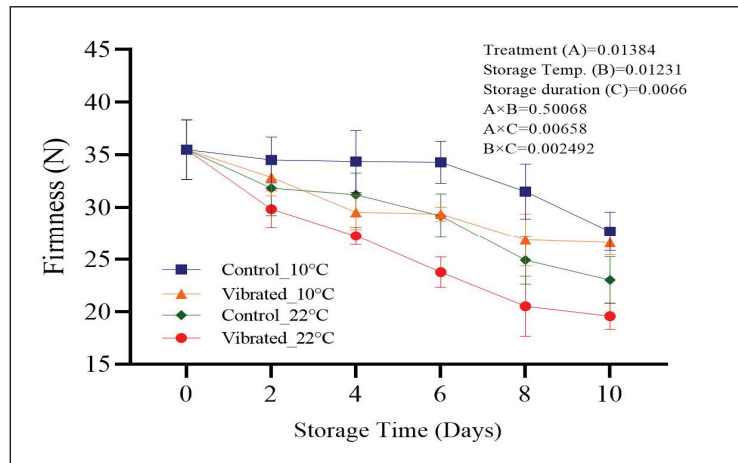 Treatment (A)=0.01384
Storage Temp. (B)=0.01231
Storage duration (C)=0.0066
A×B=0.50068
A×C=0.00658
B×C=0.002492
45
40
35
30
25
20
15
Firmness (N)
Control_10°C
Vibrated_10°C
Control_22°C
Vibrated_22°C
0 2 4 6 8 10
Storage Time (Days)